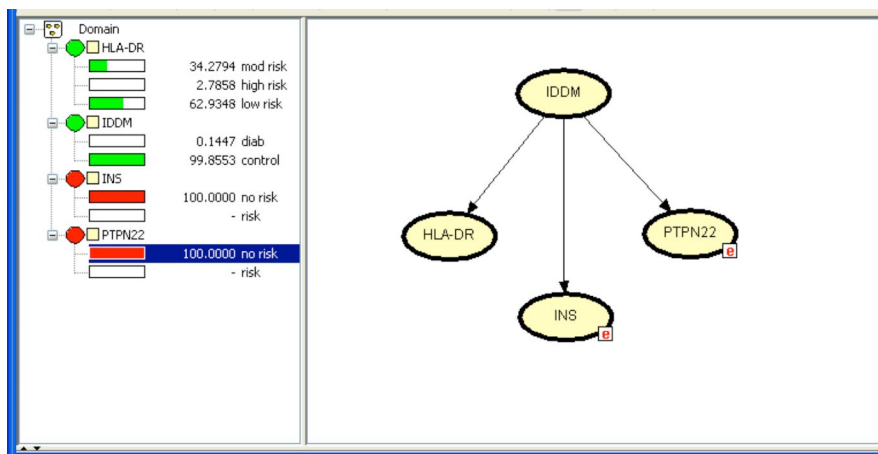 Domain
HLA-DR
34.2794 mod risk
2.7858 high risk
62.9348 low risk
IDDM
0.1447 diab
99.8553 control
INS
100.0000 no risk
- risk
PTPN22
100.0000 no risk
- risk
IDDM
HLA-DR
PTPN22
e
INS
e